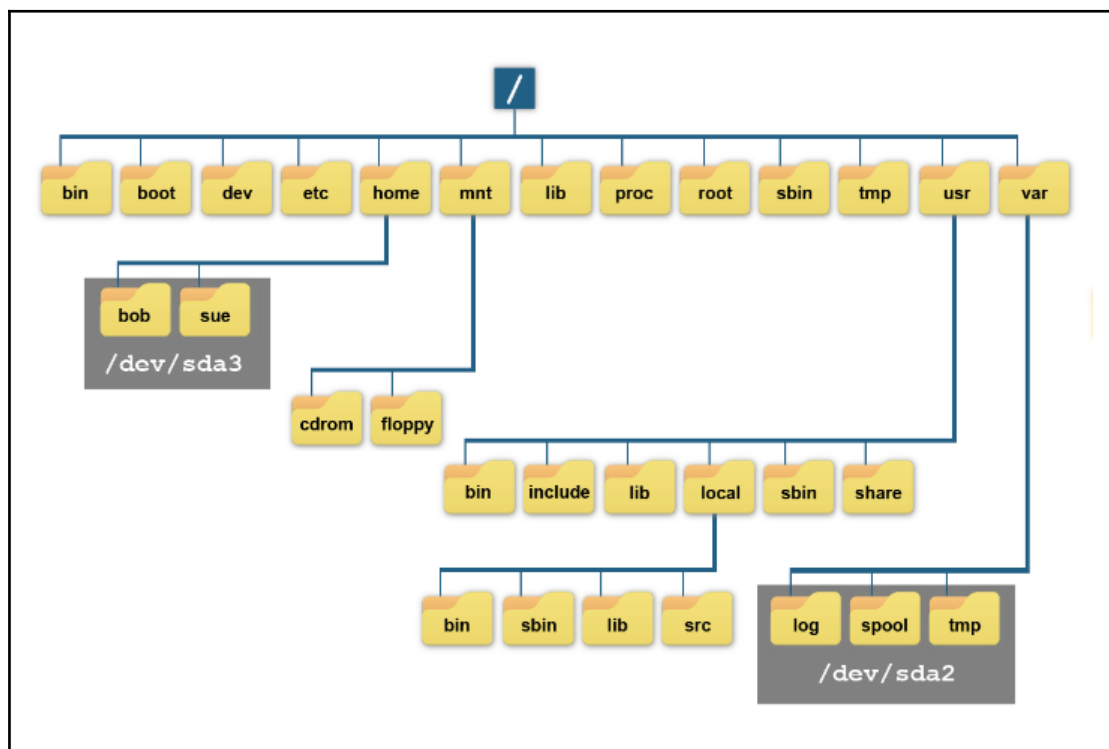 /
bin boot dev etc home mnt lib proc root sbin tmp usr var
bob sue
/dev/sda3
cdrom floppy
bin include lib local sbin share
bin sbin lib src
log spool tmp
/dev/sda2